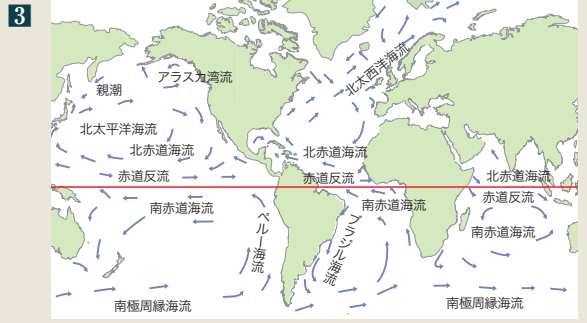 3
北大西洋海流
アラスカ湾流
親潮
北太平洋海流
北赤道海流
北赤道海流
赤道反流
赤道反流
北赤道海流
赤道反流
南赤道海流
南赤道海流
南赤道海流
ペルー海流
ブラジル海流
南極周縁海流
南極周縁海流